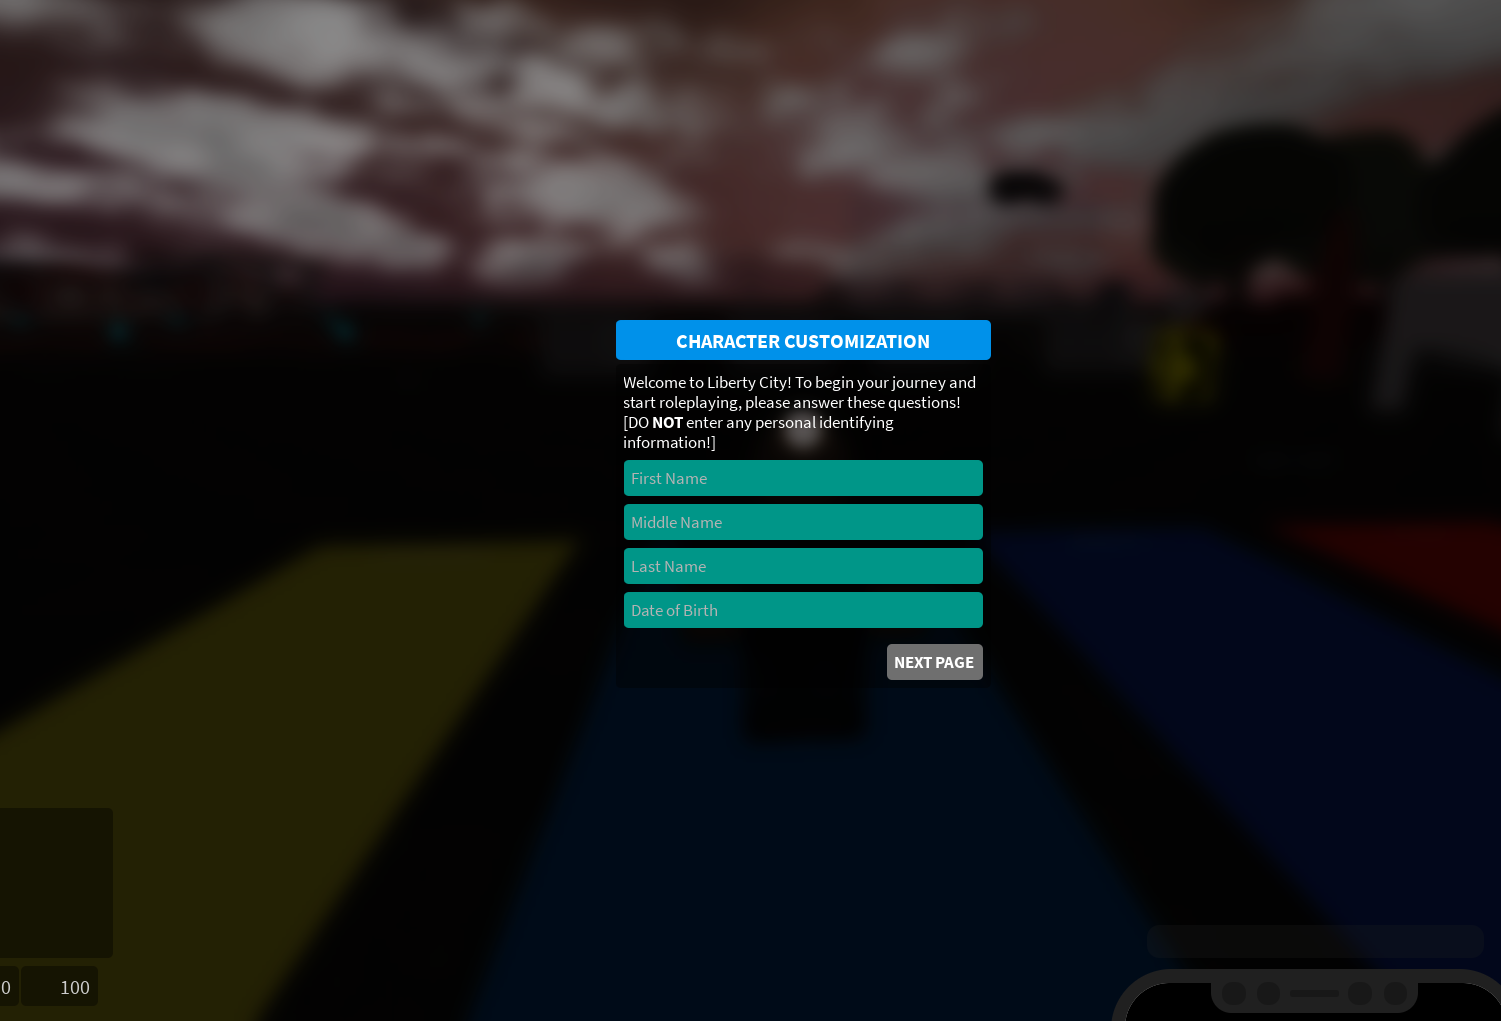 CHARACTER CUSTOMIZATION
Welcome to Liberty City! To begin your journey and
start roleplaying, please answer these questions!
[DO NOT enter any personal identifying
information!]
First Name
Middle Name
Last Name
Date of Birth
NEXT PAGE
0
100